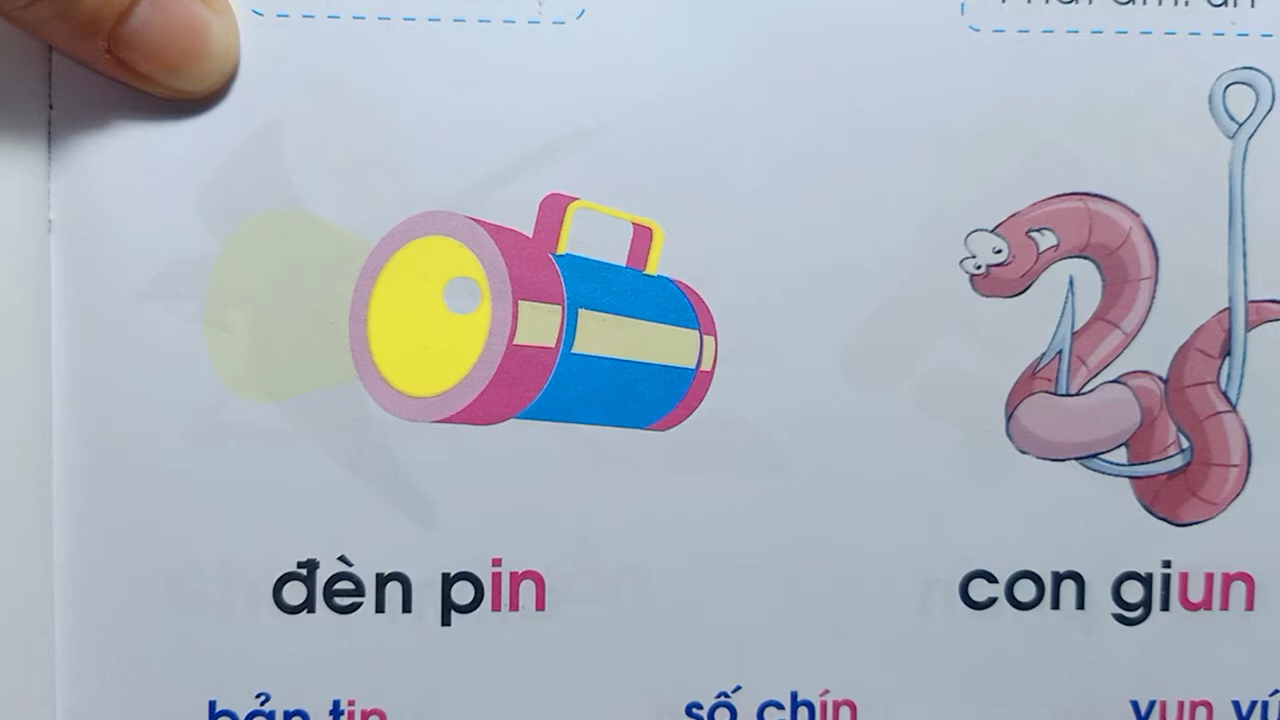 đèn pin
con giun
bản tin
số chín